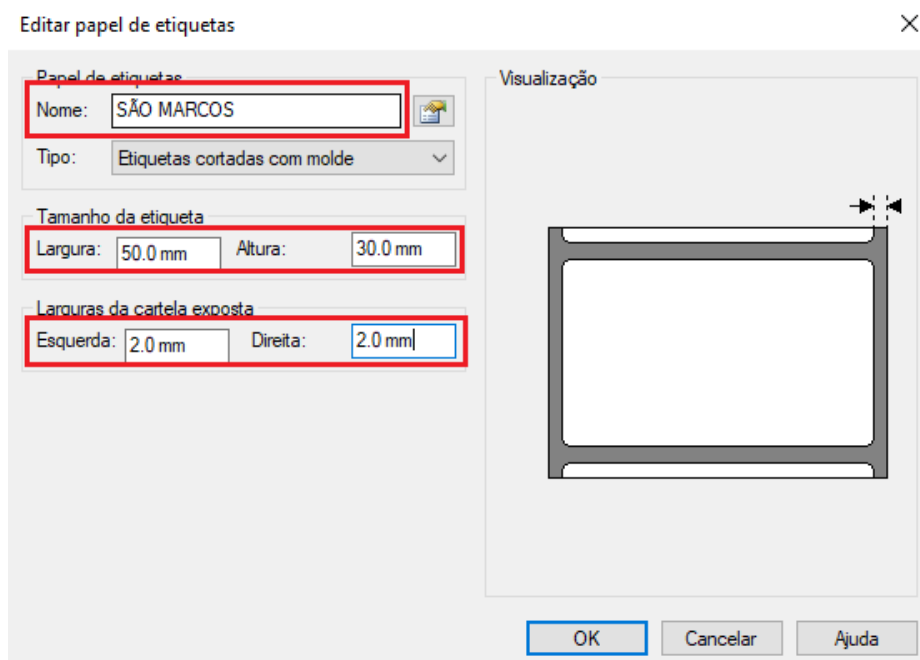 Editar papel de etiquetas
Papel de etiquetas
Nome: SÃO MARCOS
Tipo: Etiquetas cortadas com molde
Tamanho da etiqueta
Largura: 50.0 mm Altura: 30.0 mm
Larguras da cartela exposta
Esquerda: 2.0 mm Direita: 2.0 mm
Visualização
OK Cancelar Ajuda